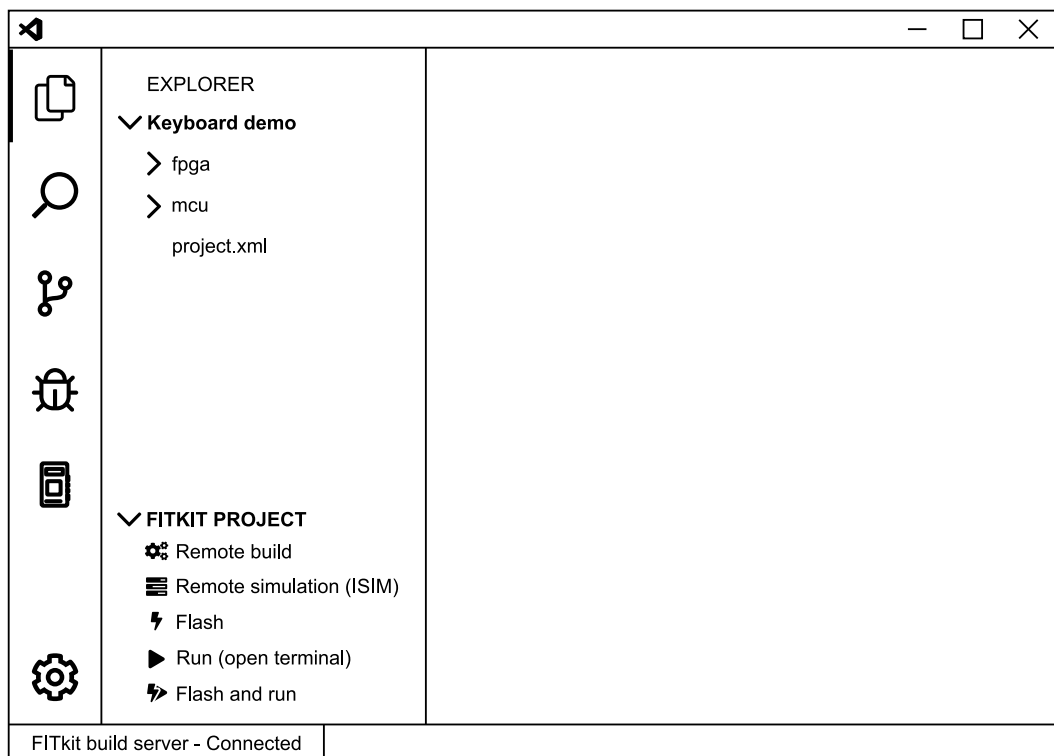 EXPLORER
Keyboard demo
fpga
mcu
project.xml
FITKIT PROJECT
Remote build
Remote simulation (ISIM)
Flash
Run (open terminal)
Flash and run
FITkit build server - Connected